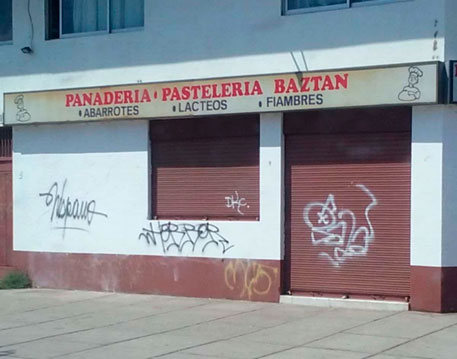 PANADERIA • PASTELERIA BAZTAN
• ABARROTES • LACTEOS • FIAMBRES